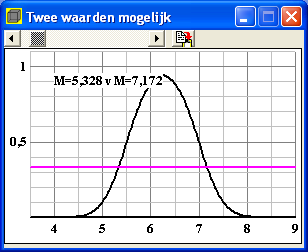 Twee waarden mogelijk
1
M=5,328 v M=7,172
0,5
4 5 6 7 8 9